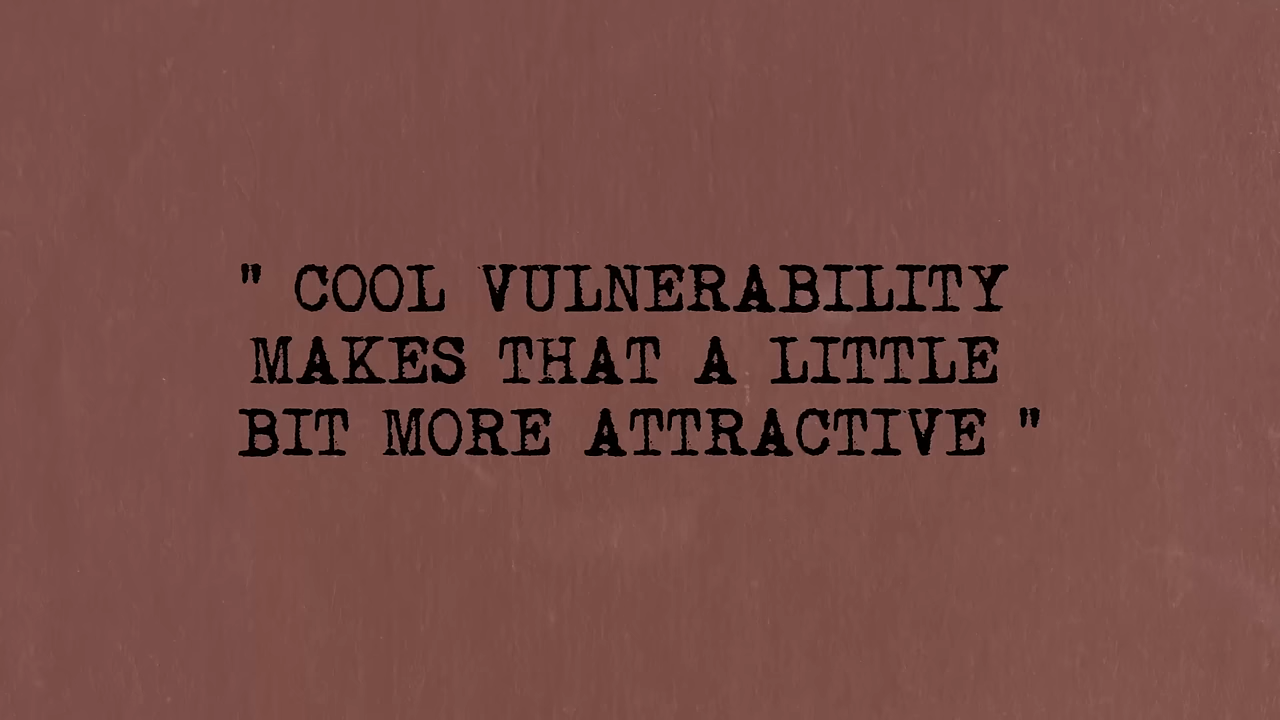 " COOL VULNERABILITY
MAKES THAT A LITTLE
BIT MORE ATTRACTIVE "